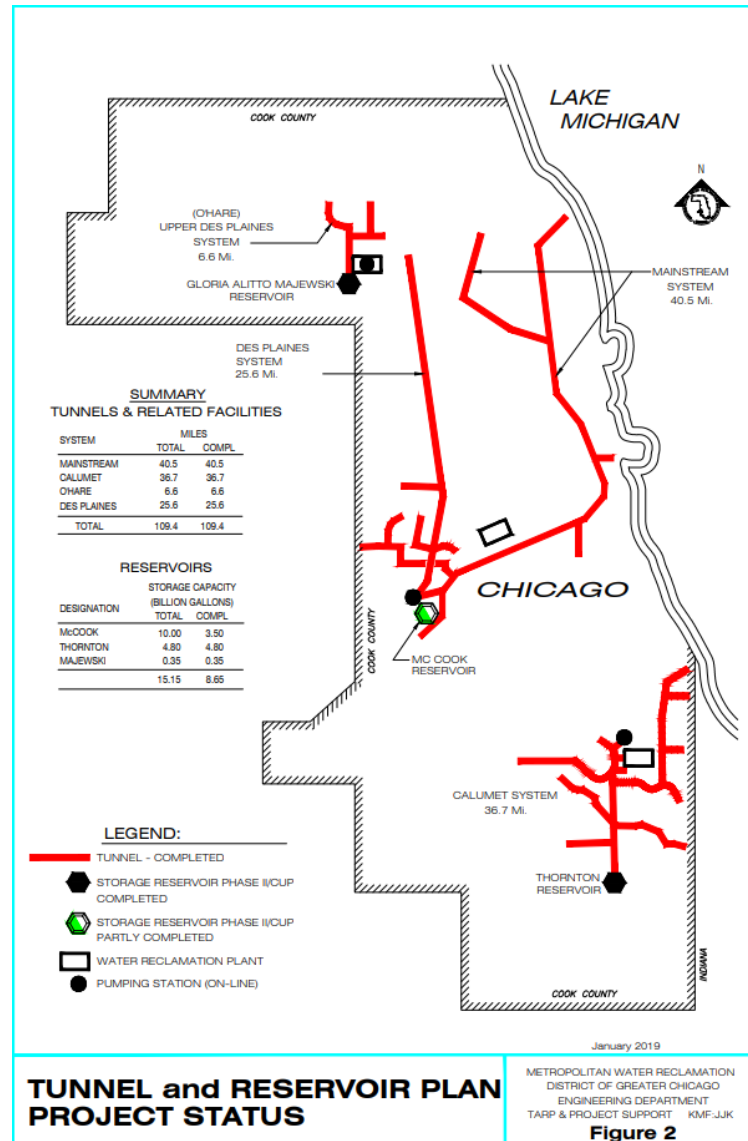 LAKE
MICHIGAN
COOK COUNTY
N
(O'HARE)
UPPER DES PLAINES
SYSTEM
6.6 Mi.
GLORIA ALITTO MAJEWSKI
RESERVOIR
MAINSTREAM
SYSTEM
40.5 Mi.
DES PLAINES
SYSTEM
25.6 Mi.
SUMMARY
TUNNELS & RELATED FACILITIES
SYSTEM MILES
TOTAL COMPL
MAINSTREAM 40.5 40.5
CALUMET 36.7 36.7
O'HARE 6.6 6.6
DES PLAINES 25.6 25.6
TOTAL 109.4 109.4
RESERVOIRS
STORAGE CAPACITY
(BILLION GALLONS)
DESIGNATION TOTAL COMPL
McCOOK 10.00 3.50
THORNTON 4.80 4.80
MAJEWSKI 0.35 0.35
15.15 8.65
CHICAGO
COOK COUNTY
MC COOK
RESERVOIR
CALUMET SYSTEM
36.7 Mi.
THORNTON
RESERVOIR
LEGEND:
TUNNEL - COMPLETED
STORAGE RESERVOIR PHASE II/CUP
COMPLETED
STORAGE RESERVOIR PHASE II/CUP
PARTLY COMPLETED
WATER RECLAMATION PLANT
PUMPING STATION (ON-LINE)
INDIANA
COOK COUNTY
January 2019
TUNNEL and RESERVOIR PLAN
PROJECT STATUS
METROPOLITAN WATER RECLAMATION
DISTRICT OF GREATER CHICAGO
ENGINEERING DEPARTMENT
TARP & PROJECT SUPPORT KMF:JJK
Figure 2